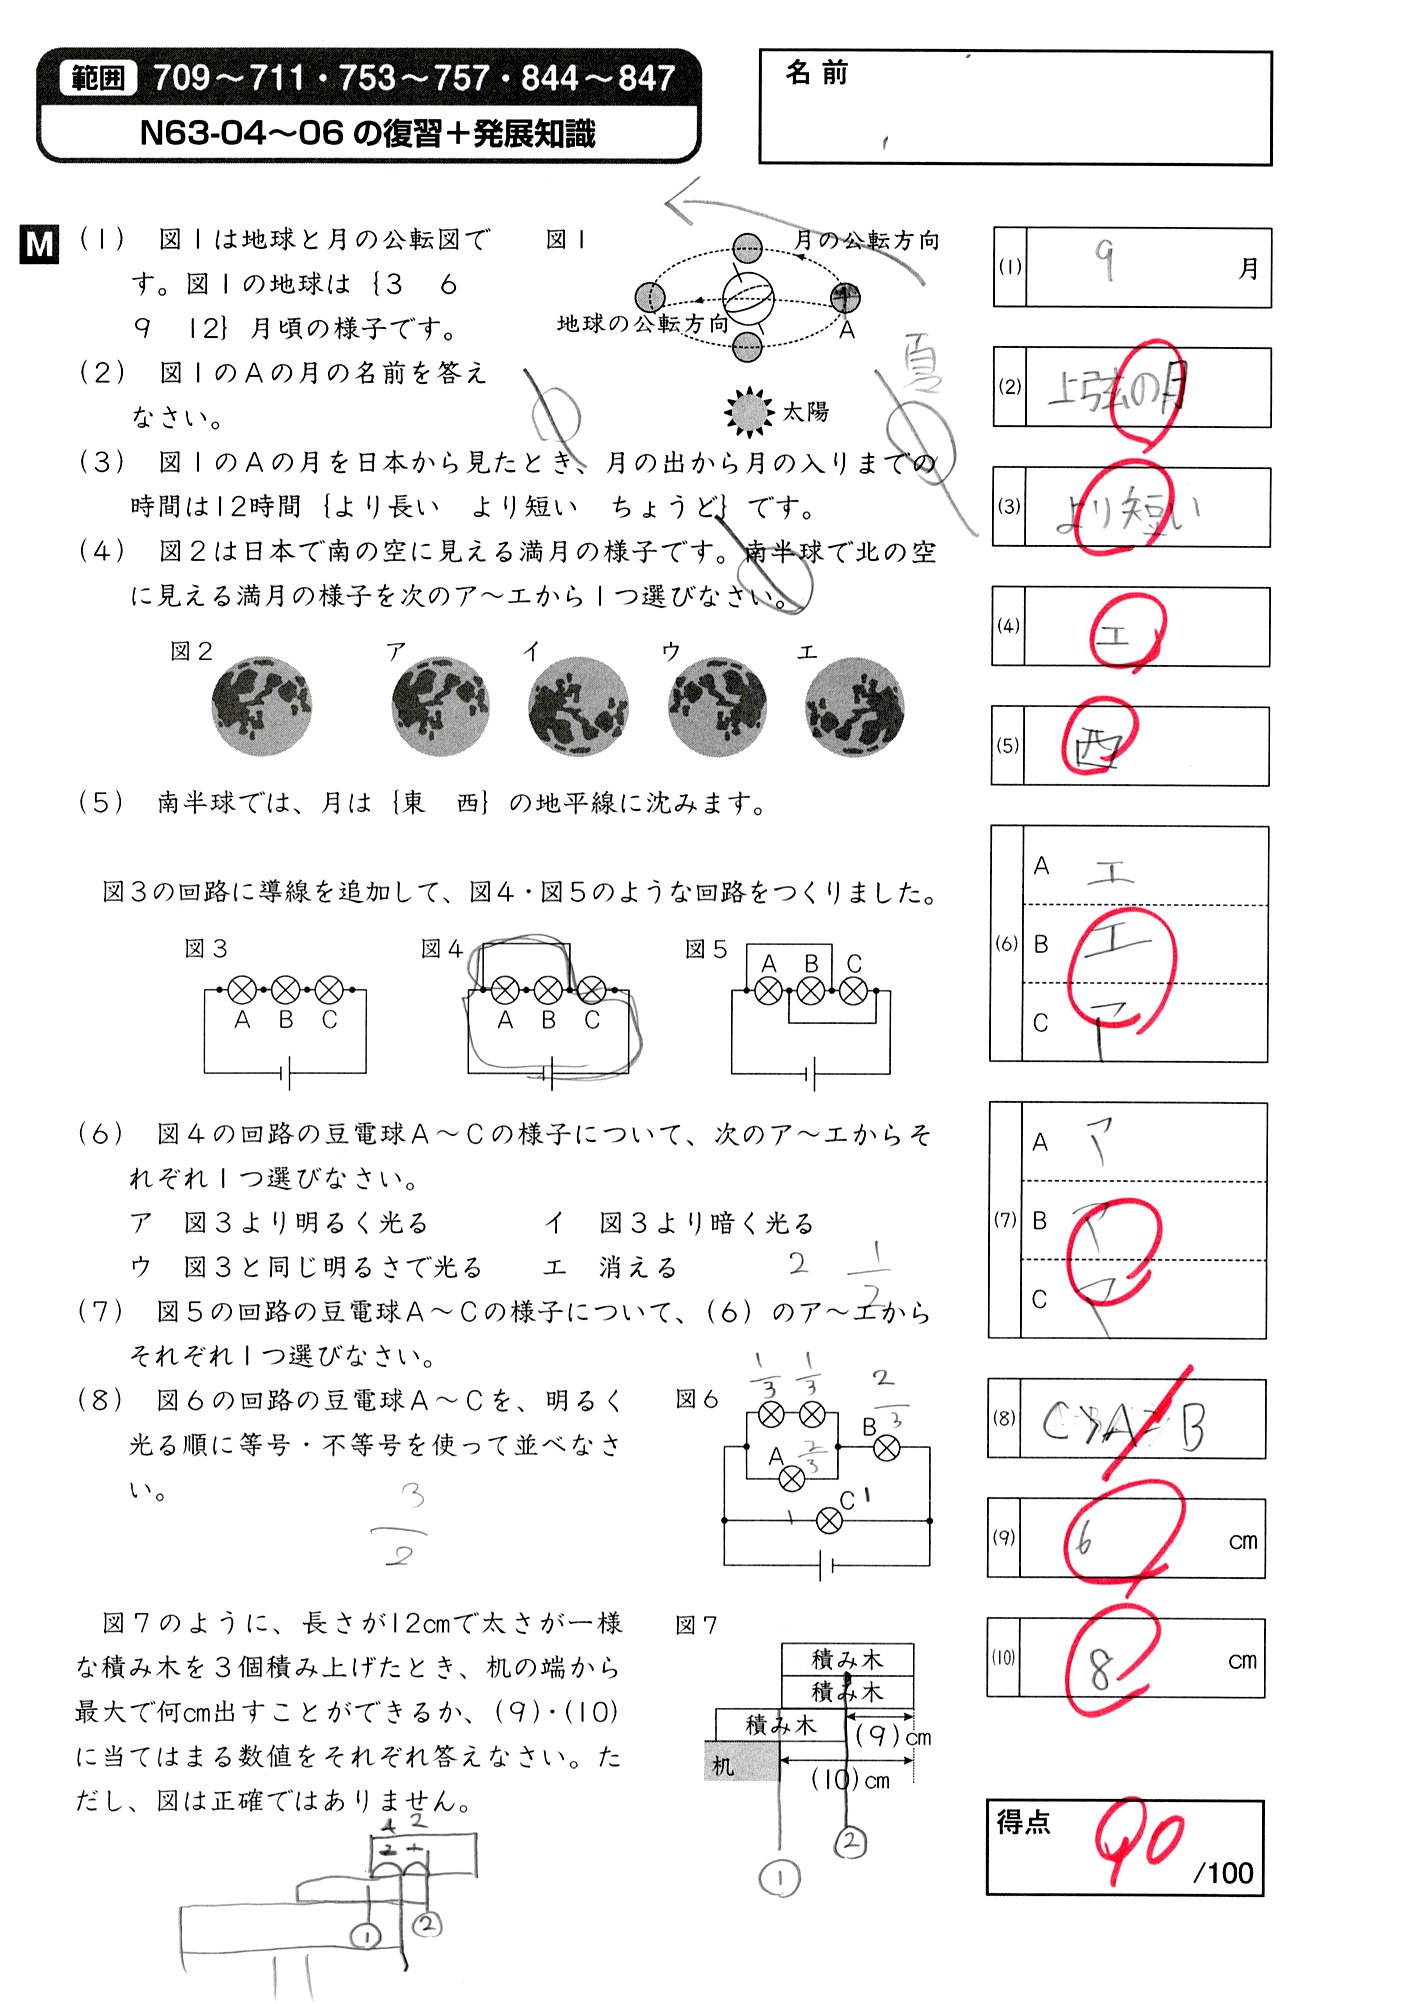 範囲 709～711・753～757・844～847
N63-04～06 の復習＋発展知識
名前
M
(1) 図1は地球と月の公転図で
す。図1の地球は {3 6
9 12} 月頃の様子です。
図1
月の公転方向
地球の公転方向
A
太陽
夏
(2) 図1のAの月の名前を答え
なさい。
(3) 図1のAの月を日本から見たとき、月の出から月の入りまでの
時間は12時間 {より長い より短い ちょうど} です。
(4) 図2は日本で南の空に見える満月の様子です。南半球で北の空
に見える満月の様子を次のア～エから1つ選びなさい。
図2 ア イ ウ エ
(5) 南半球では、月は {東 西} の地平線に沈みます。
図3の回路に導線を追加して、図4・図5のような回路をつくりました。
図3 図4 図5
A B C
A B C
A B C
(6) 図4の回路の豆電球A～Cの様子について、次のア～エからそ
れぞれ1つ選びなさい。
ア 図3より明るく光る イ 図3より暗く光る
ウ 図3と同じ明るさで光る エ 消える
2 1/2
(7) 図5の回路の豆電球A～Cの様子について、(6) のア～エから
それぞれ1つ選びなさい。
(8) 図6の回路の豆電球A～Cを、明るく
光る順に等号・不等号を使って並べなさ
い。
3/2
図6
1/3 1/3 2/3
B
A 2/3
C 1
1
図7のように、長さが12cmで太さが一様
な積み木を3個積み上げたとき、机の端から
最大で何cm出すことができるか、(9)・(10)
に当てはまる数値をそれぞれ答えなさい。た
だし、図は正確ではありません。
図7
積み木
積み木
積み木
(9) cm
机
(10) cm
② 
①
4 2
2
① ②
(1) 9 月
(2) 上弦の月
(3) より短い
(4) エ
(5) 西
(6)
A エ
B エ
C ア
(7)
A ア
B ア
C ア
(8) C>A=B
(9) 6 cm
(10) 8 cm
得点 90 /100